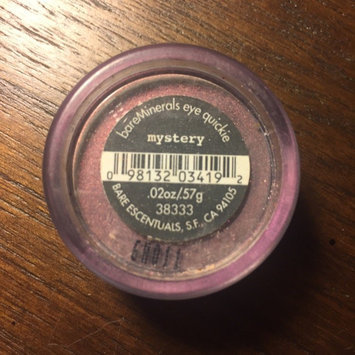 bareMinerals eye quickie
mystery
0 98132 03419 2
.02oz/.57g
38333
BARE ESCENTUALS, S.F., CA 94105